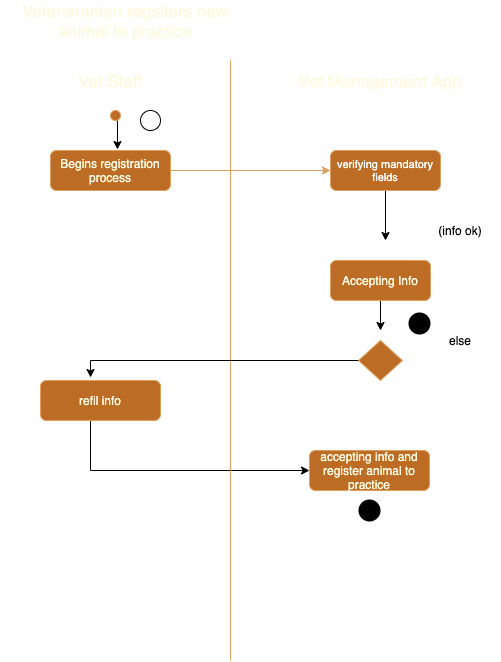 Veteneranian regsiters new
animal to practice
Vet Staff
Vet Management App
Begins registration
process
verifying mandatory
fields
(info ok)
Accepting Info
else
refil info
accepting info and
register animal to
practice